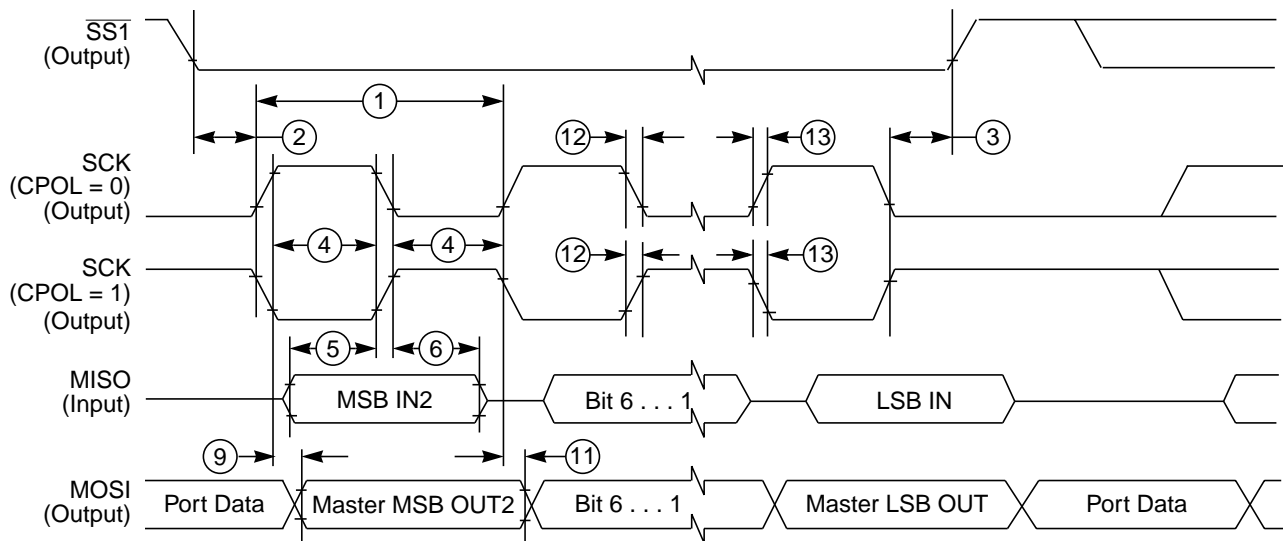 SS1
(Output)
1
2
12
13
3
SCK
(CPOL = 0)
(Output)
4
4
SCK
(CPOL = 1)
(Output)
12
13
5
6
MISO
(Input)
MSB IN2
Bit 6 . . . 1
LSB IN
9
11
MOSI
(Output)
Port Data
Master MSB OUT2
Bit 6 . . . 1
Master LSB OUT
Port Data